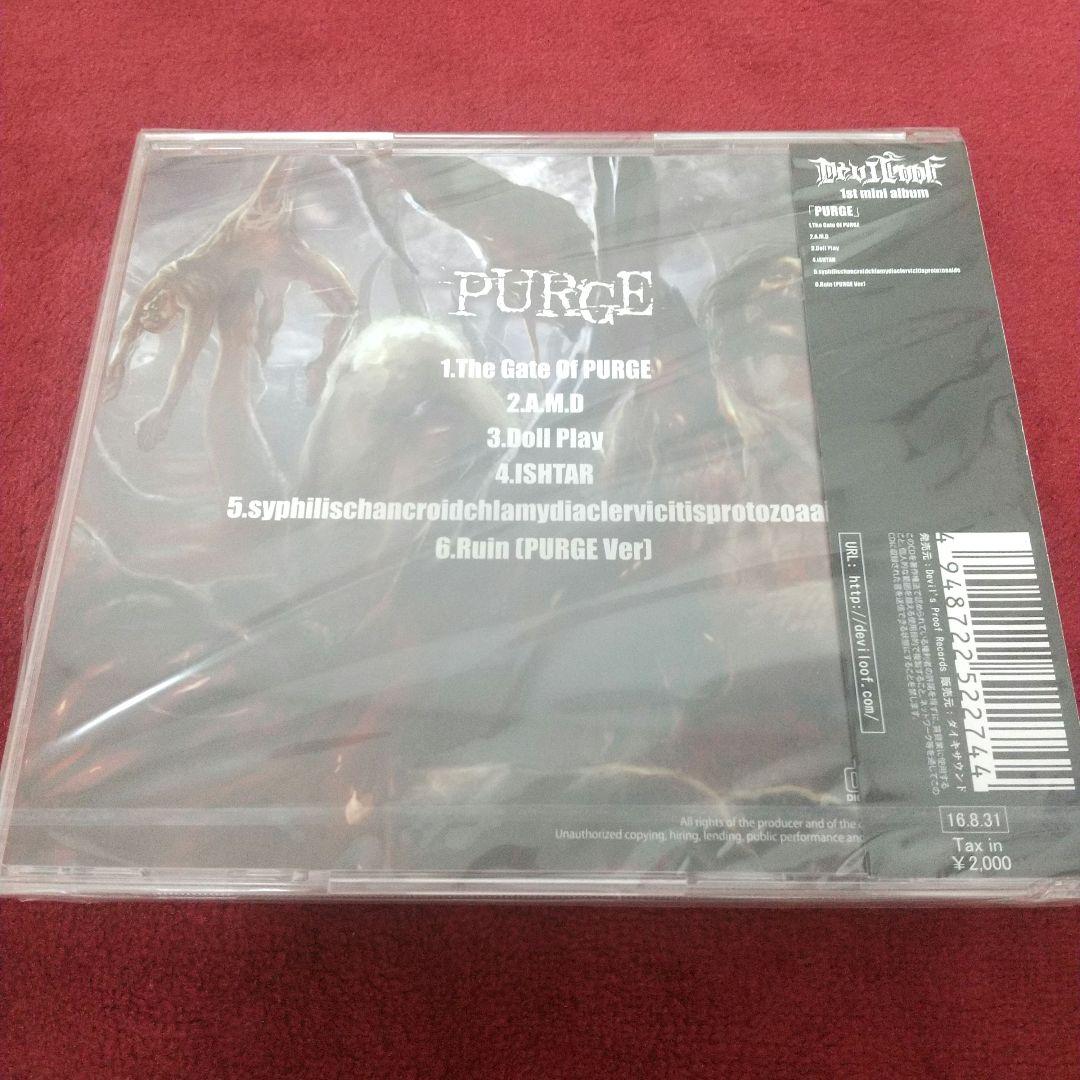 PURGE
1.The Gate Of PURGE
2.A.M.D
3.Doll Play
4.ISHTAR
5.syphilischancroidchlamydiaclervicitisprotozoaai
6.Ruin (PURGE Ver)
All rights of the producer and of the
Unauthorized copying, hiring, lending, public performance and
DEVILOOF
1st mini album
「PURGE」
1.The Gate Of PURGE
2.A.M.D
3.Doll Play
4.ISHTAR
5.syphilischancroidchlamydiaclervicitisprotozoaaids
6.Ruin (PURGE Ver)
URL: http://deviloof.com/
発売元:Devil's Proof Records 販売元:ダイキサウンド
4948722522744
16.8.31
Tax in
¥2,000